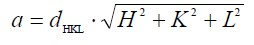 a = d_HKL · √(H² + K² + L²)